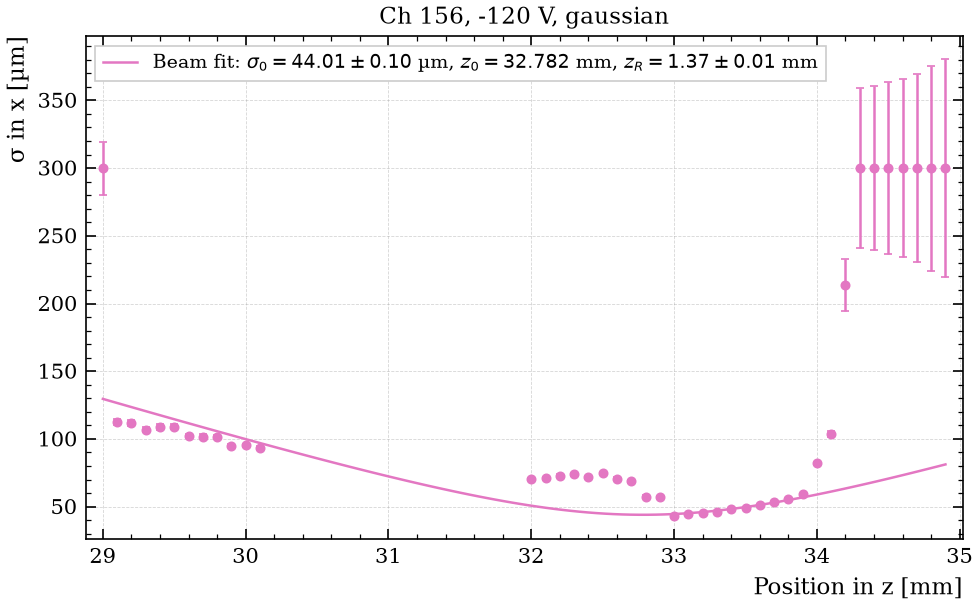 Ch 156, -120 V, gaussian
Beam fit: σ₀ = 44.01 ± 0.10 µm, z₀ = 32.782 mm, z_R = 1.37 ± 0.01 mm
σ in x [µm]
350
300
250
200
150
100
50
29 30 31 32 33 34 35
Position in z [mm]